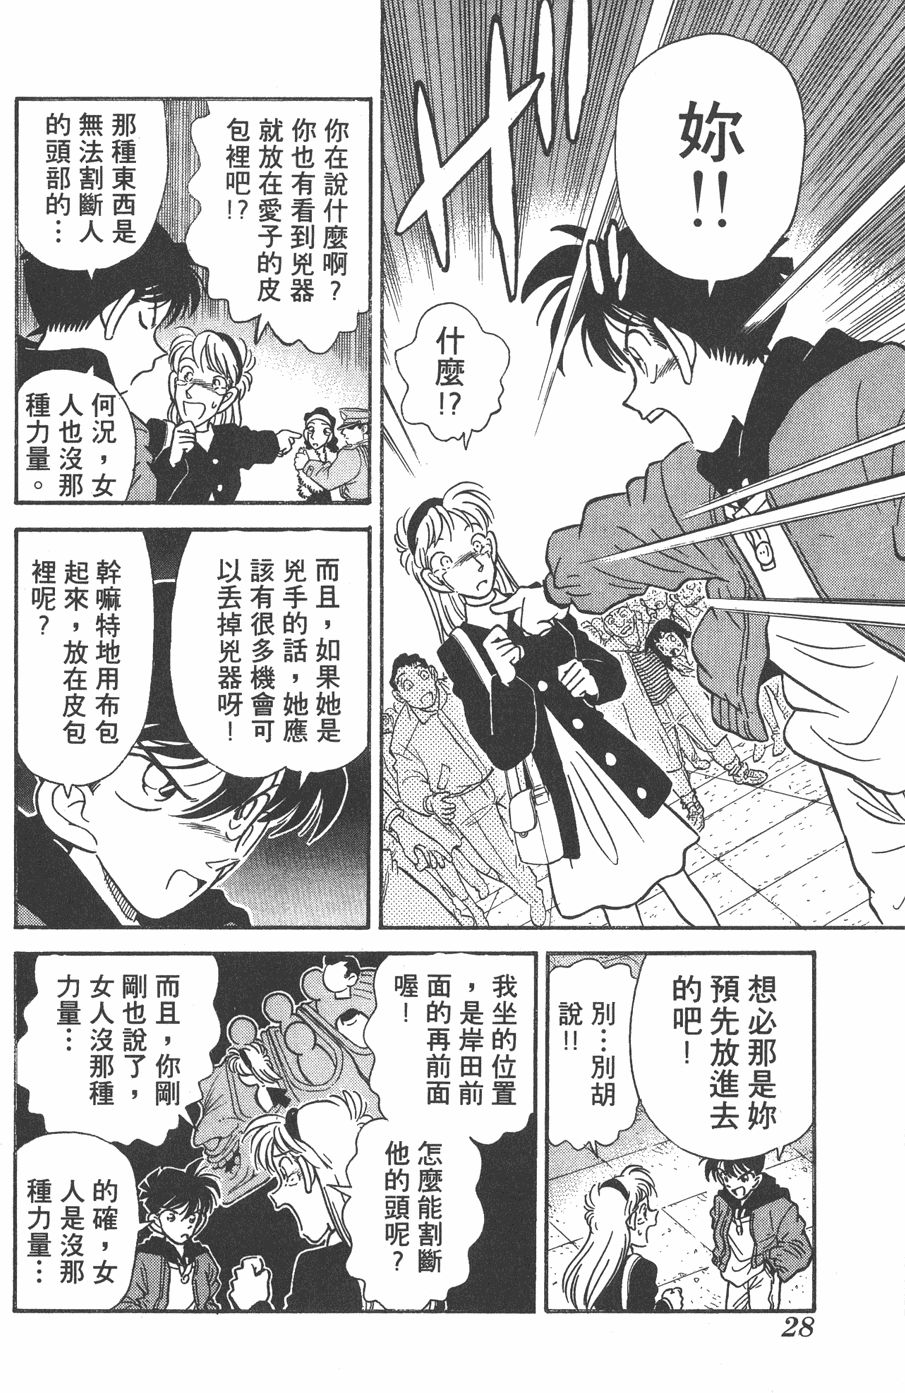 妳!!
什麼!?
你在說什麼啊?
你也有看到兇器
就放在愛子的皮
包裡吧!?
那種東西是
無法割斷人
的頭部的…
何況，女
人也沒那
種力量。
而且，如果她是
兇手的話，她應
該有很多機會可
以丟掉兇器呀!
幹嘛特地用布包
起來，放在皮包
裡呢?
想必那是妳
預先放進去
的吧!
別…別胡
說!!
我坐的位置
，是岸田前
面的再前面
喔!
怎麼能割斷
他的頭呢?
而且，你剛
剛也說了，
女人沒那種
力量…
的確，女
人是沒那
種力量…
28